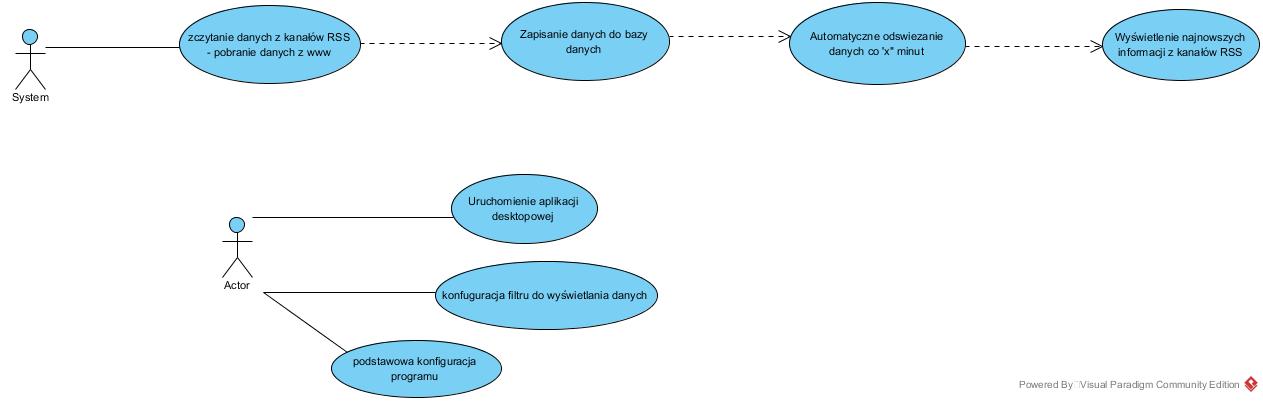 zczytanie danych z kanałów RSS
- pobranie danych z www
Zapisanie danych do bazy
danych
Automatyczne odswiezanie
danych co 'x" minut
Wyświetlenie najnowszych
informacji z kanałów RSS
System
Uruchomienie aplikacji
desktopowej
Actor
konfuguracja filtru do wyświetlania danych
podstawowa konfiguracja
programu
Powered By Visual Paradigm Community Edition